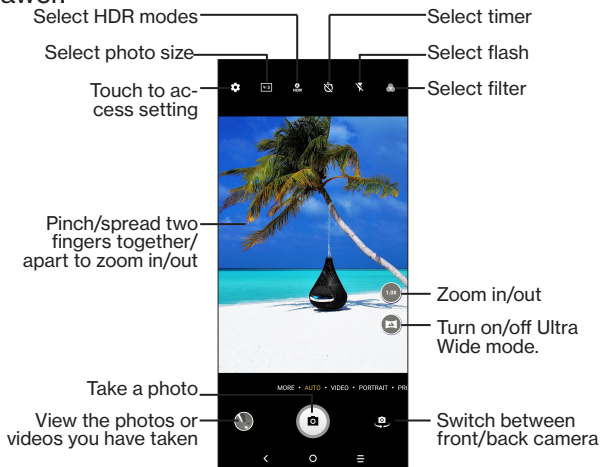 Select HDR modes
Select timer
Select photo size
Select flash
Touch to ac-
cess setting
Select filter
4:3
HDR
Pinch/spread two
fingers together/
apart to zoom in/out
1.0X
Zoom in/out
Turn on/off Ultra
Wide mode.
Take a photo
MORE • AUTO • VIDEO • PORTRAIT •
View the photos or
videos you have taken
Switch between
front/back camera